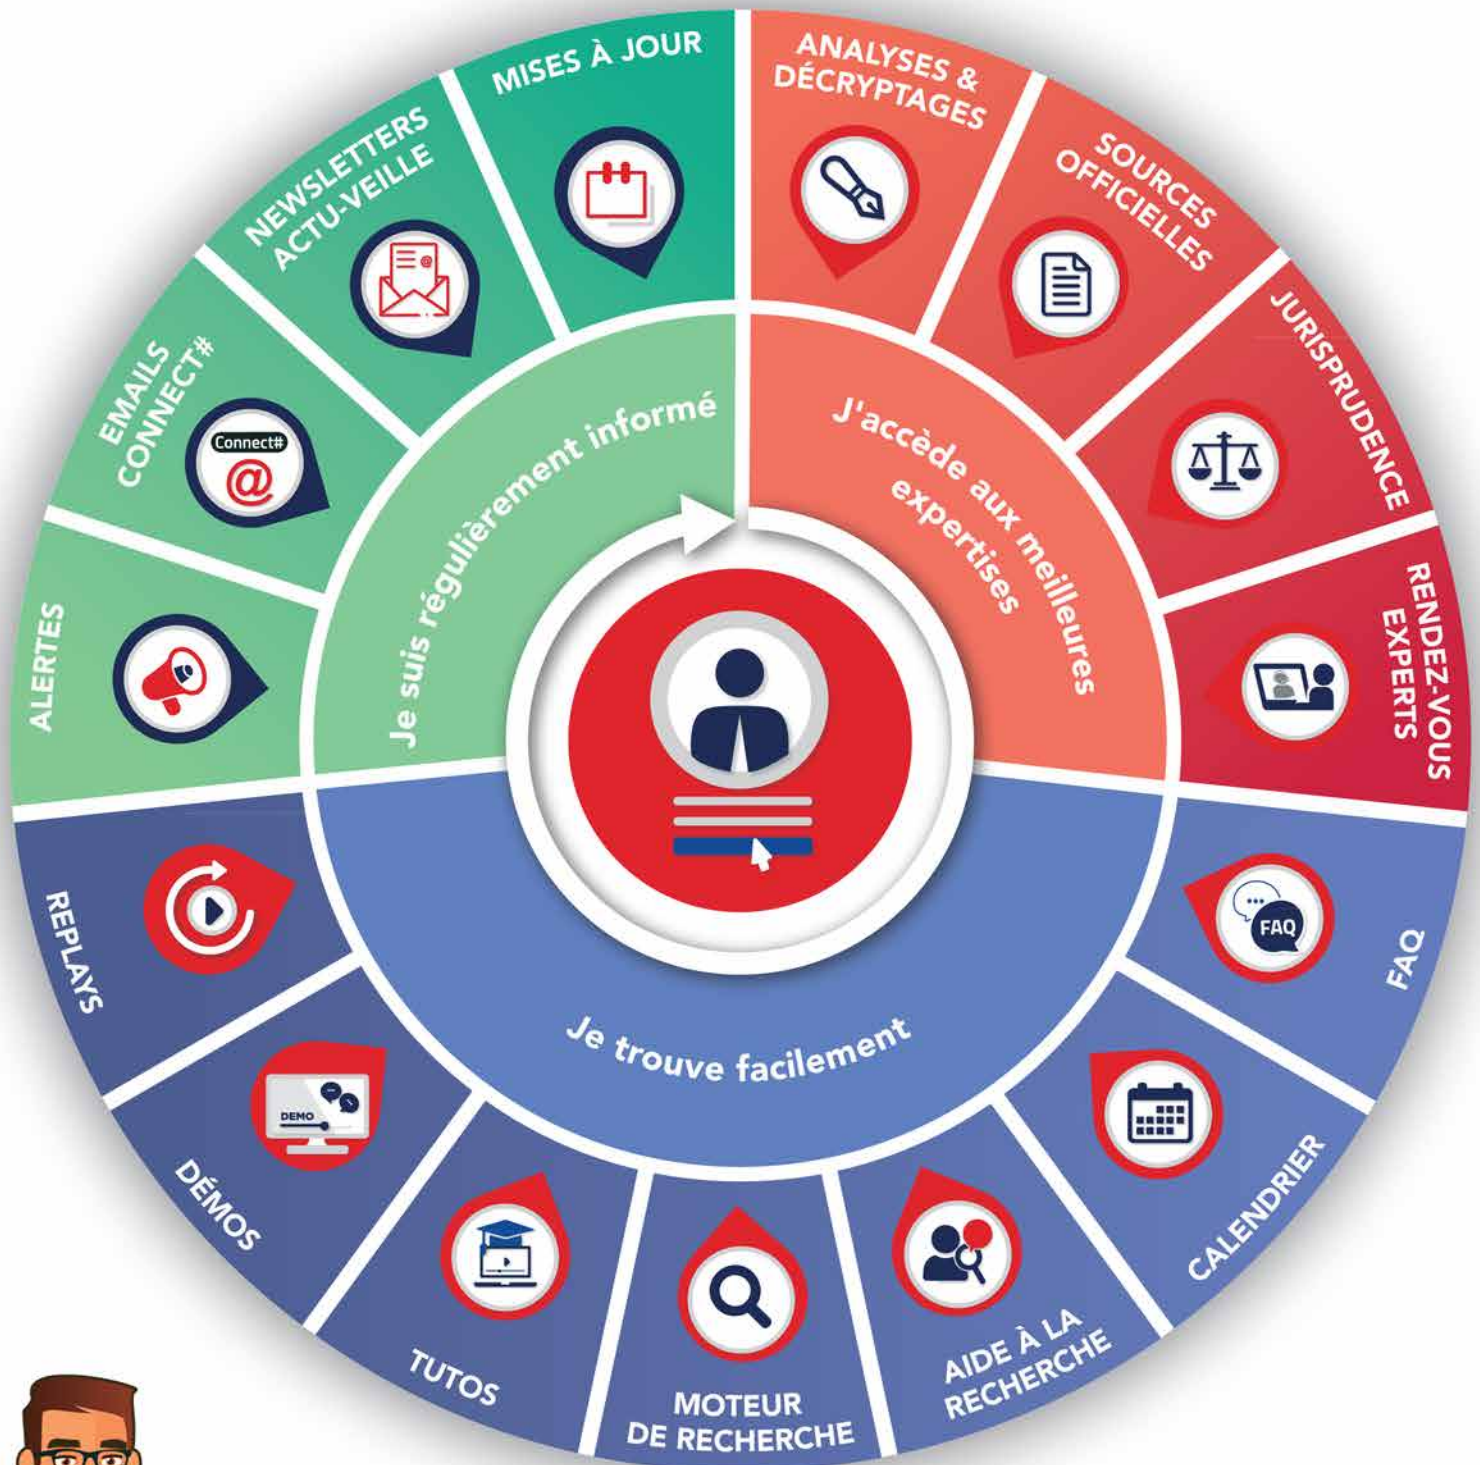 MISES À JOUR
ANALYSES &
DÉCRYPTAGES
SOURCES
OFFICIELLES
JURISPRUDENCE
RENDEZ-VOUS
EXPERTS
FAQ
FAQ
CALENDRIER
AIDE À LA
RECHERCHE
MOTEUR
DE RECHERCHE
TUTOS
DÉMOS
DEMO
REPLAYS
ALERTES
EMAILS
CONNECT#
Connect#
@
NEWSLETTERS
ACTU-VEILLE
@
Je suis régulièrement informé
J'accède aux meilleures
expertises
Je trouve facilement